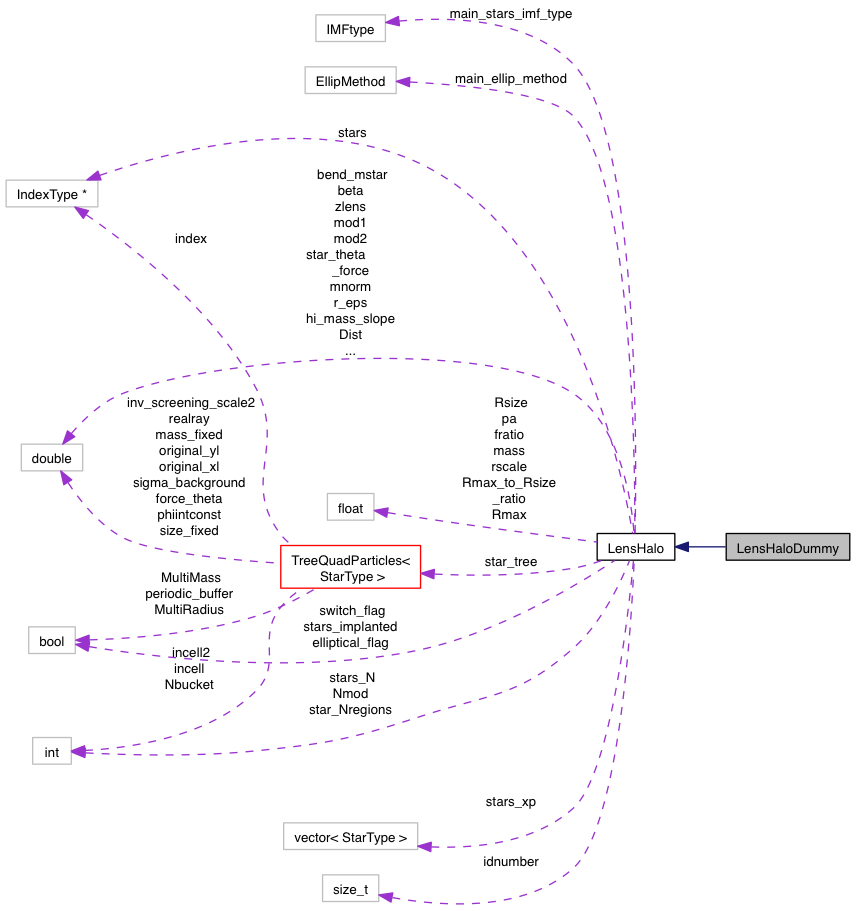 main_stars_imf_type
IMFtype
main_ellip_method
EllipMethod
stars
IndexType *
index
bend_mstar
beta
zlens
mod1
mod2
star_theta
_force
mnorm
r_eps
hi_mass_slope
Dist
...
inv_screening_scale2
realray
mass_fixed
original_yl
original_xl
sigma_background
force_theta
phiintconst
size_fixed
double
Rsize
pa
fratio
mass
rscale
Rmax_to_Rsize
_ratio
Rmax
float
LensHalo
LensHaloDummy
TreeQuadParticles<
StarType >
star_tree
MultiMass
periodic_buffer
MultiRadius
switch_flag
stars_implanted
elliptical_flag
bool
incell2
incell
Nbucket
stars_N
Nmod
star_Nregions
int
stars_xp
vector< StarType >
idnumber
size_t